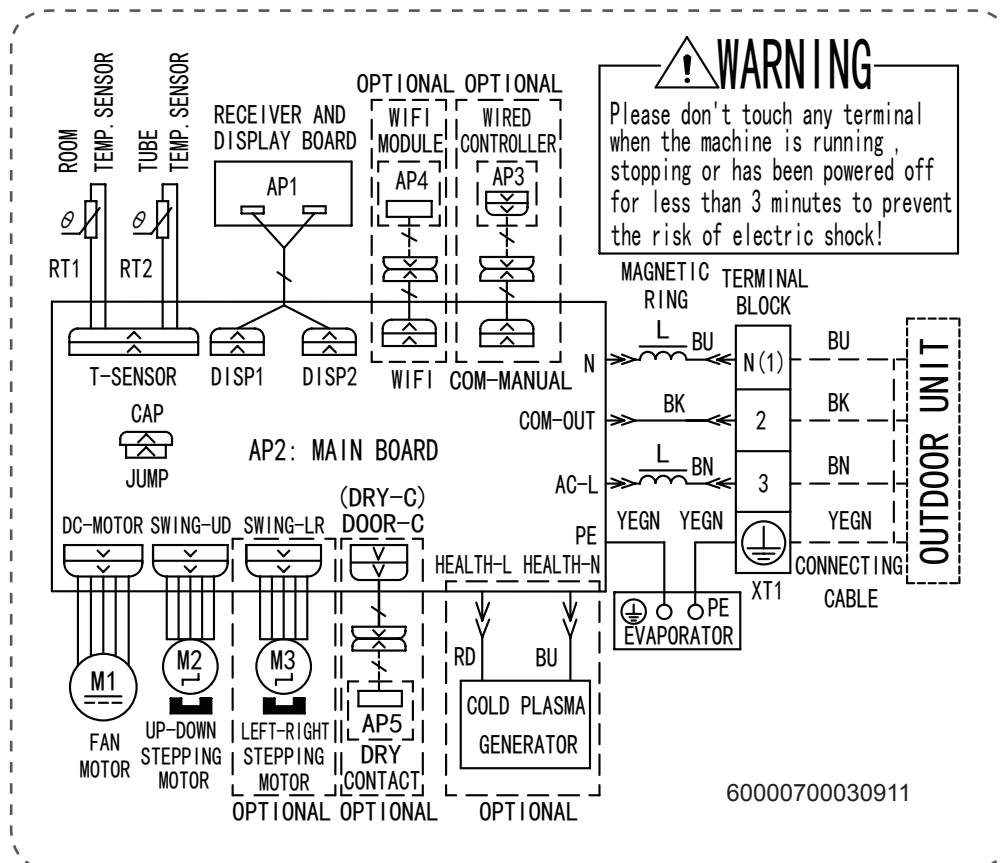 WARNING
Please don't touch any terminal
when the machine is running ,
stopping or has been powered off
for less than 3 minutes to prevent
the risk of electric shock!
ROOM
TEMP. SENSOR
TUBE
TEMP. SENSOR
θ
θ
RT1
RT2
RECEIVER AND
DISPLAY BOARD
AP1
OPTIONAL
WIFI
MODULE
AP4
OPTIONAL
WIRED
CONTROLLER
AP3
T-SENSOR
DISP1
DISP2
WIFI
COM-MANUAL
CAP
JUMP
AP2: MAIN BOARD
N
COM-OUT
AC-L
PE
MAGNETIC
RING
TERMINAL
BLOCK
L
BU
N(1)
BU
BK
2
BK
L
BN
3
BN
YEGN
YEGN
YEGN
XT1
CONNECTING
CABLE
OUTDOOR UNIT
PE
EVAPORATOR
DC-MOTOR
SWING-UD
SWING-LR
(DRY-C)
DOOR-C
HEALTH-L
HEALTH-N
M1
FAN
MOTOR
M2
UP-DOWN
STEPPING
MOTOR
M3
LEFT-RIGHT
STEPPING
MOTOR
OPTIONAL
AP5
DRY
CONTACT
OPTIONAL
RD
BU
COLD PLASMA
GENERATOR
OPTIONAL
60000700030911